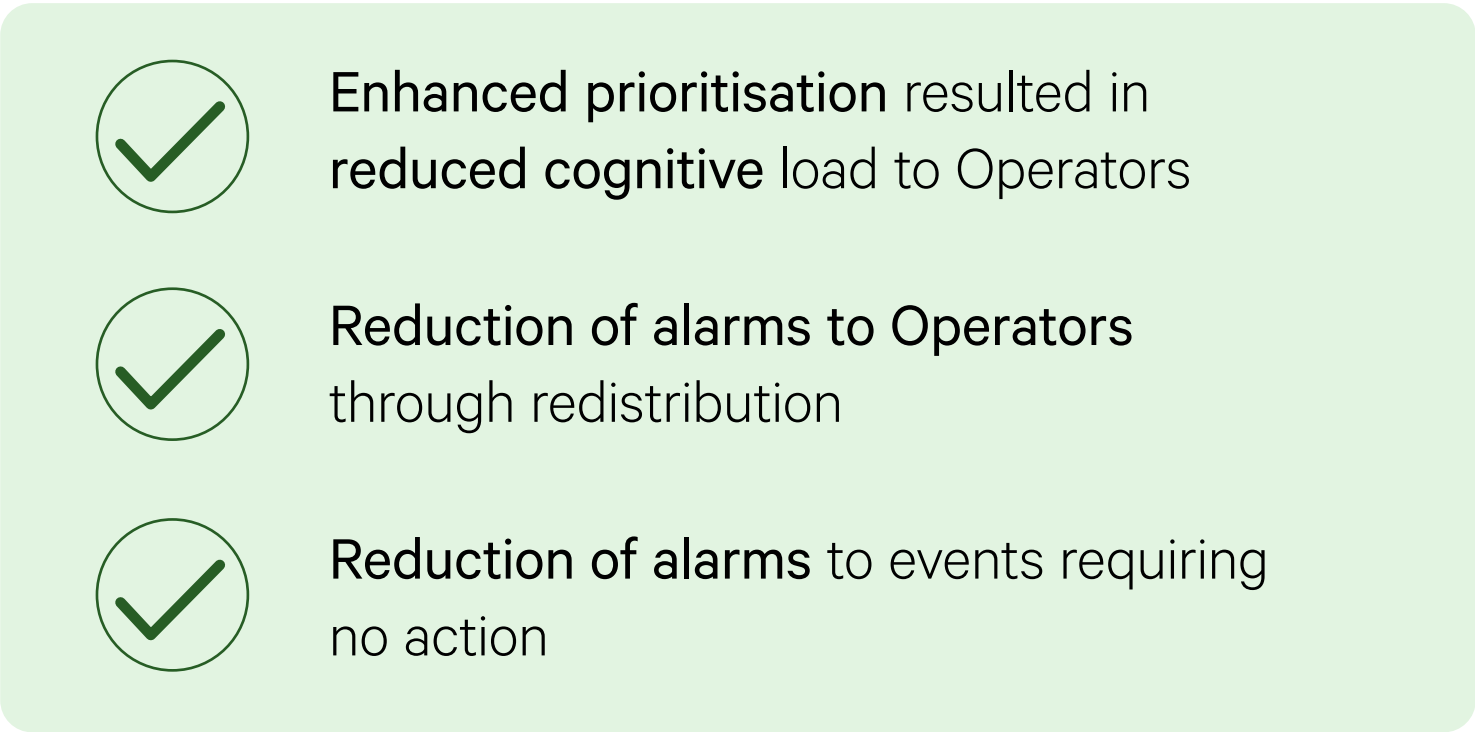 Enhanced prioritisation resulted in
reduced cognitive load to Operators
Reduction of alarms to Operators
through redistribution
Reduction of alarms to events requiring
no action